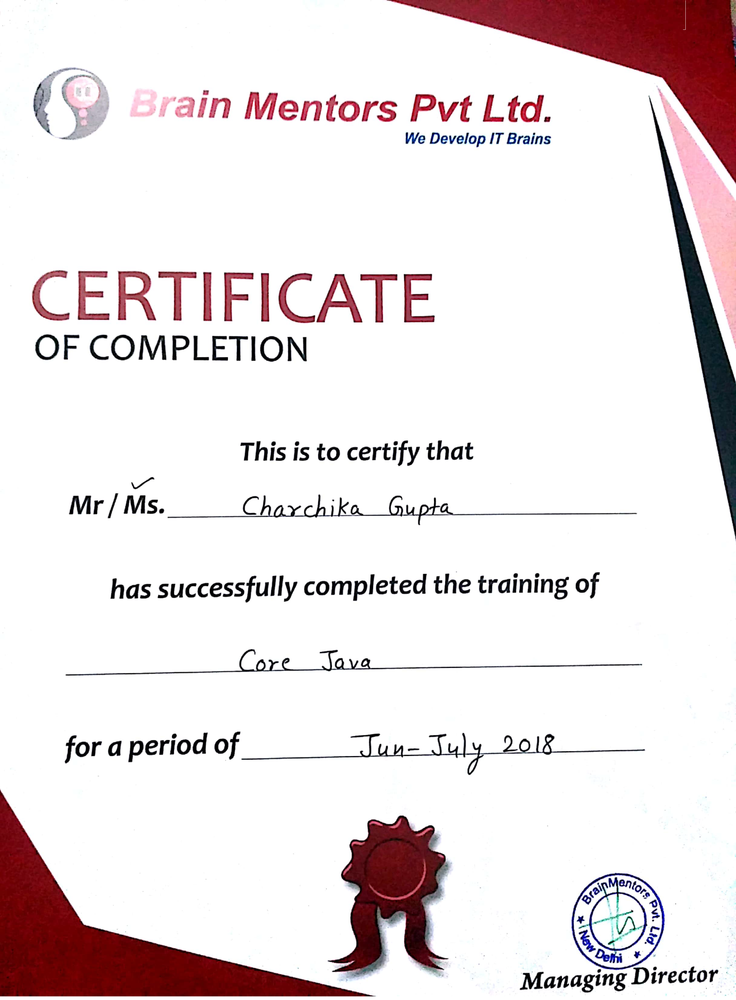 Brain Mentors Pvt Ltd.
We Develop IT Brains
CERTIFICATE
OF COMPLETION
This is to certify that
Mr / Ms. Charchika Gupta
has successfully completed the training of
Core Java
for a period of Jun-July 2018
BrainMentors Pvt. Ltd.
New Delhi
Managing Director